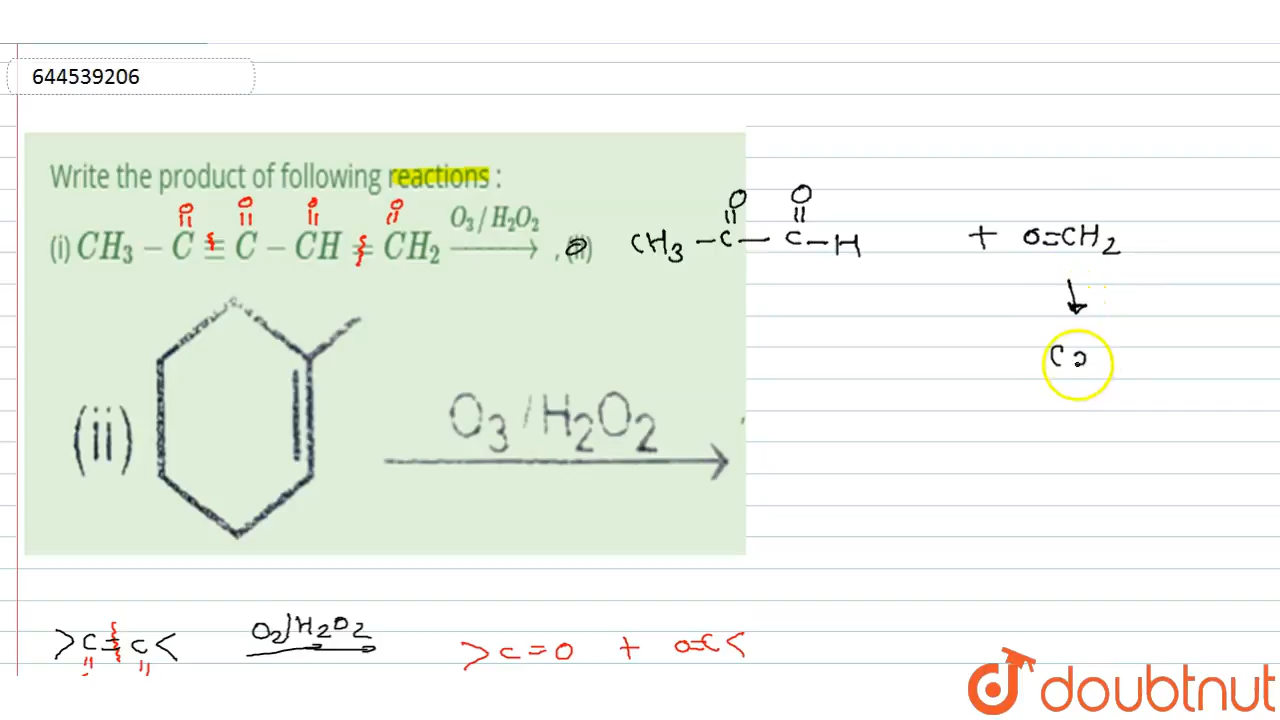 644539206
Write the product of following reactions :
(i) CH3 − C ≡ C − CH = CH2 O3/H2O2 , (ii)
O O O O
O O
CH3 − C − C − H + O=CH2
C
(ii) O3/H2O2
>C=C< O2/H2O2 >C=O + O=C<
doubtnut